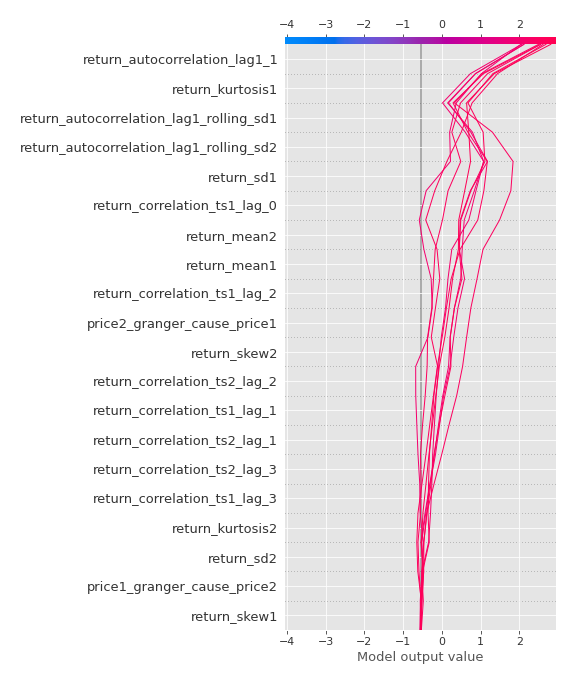 −4 −3 −2 −1 0 1 2
return_autocorrelation_lag1_1
return_kurtosis1
return_autocorrelation_lag1_rolling_sd1
return_autocorrelation_lag1_rolling_sd2
return_sd1
return_correlation_ts1_lag_0
return_mean2
return_mean1
return_correlation_ts1_lag_2
price2_granger_cause_price1
return_skew2
return_correlation_ts2_lag_2
return_correlation_ts1_lag_1
return_correlation_ts2_lag_1
return_correlation_ts2_lag_3
return_correlation_ts1_lag_3
return_kurtosis2
return_sd2
price1_granger_cause_price2
return_skew1
−4 −3 −2 −1 0 1 2
Model output value